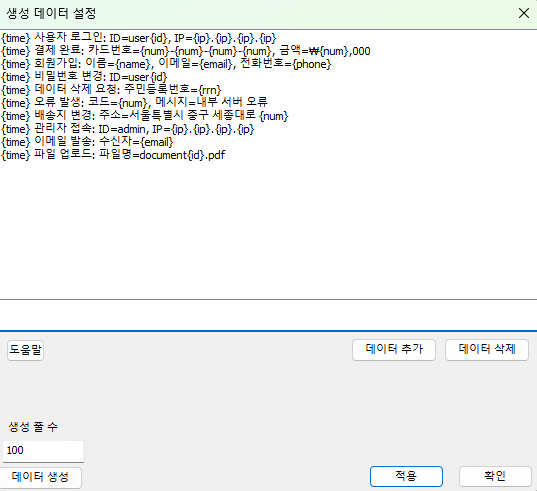 생성 데이터 설정
{time} 사용자 로그인: ID=user{id}, IP={ip}.{ip}.{ip}.{ip}
{time} 결제 완료: 카드번호={num}-{num}-{num}-{num}, 금액=₩{num},000
{time} 회원가입: 이름={name}, 이메일={email}, 전화번호={phone}
{time} 비밀번호 변경: ID=user{id}
{time} 데이터 삭제 요청: 주민등록번호={rrn}
{time} 오류 발생: 코드={num}, 메시지=내부 서버 오류
{time} 배송지 변경: 주소=서울특별시 중구 세종대로 {num}
{time} 관리자 접속: ID=admin, IP={ip}.{ip}.{ip}.{ip}
{time} 이메일 발송: 수신자={email}
{time} 파일 업로드: 파일명=document{id}.pdf
도움말 데이터 추가 데이터 삭제
생성 줄 수
100
데이터 생성 적용 확인